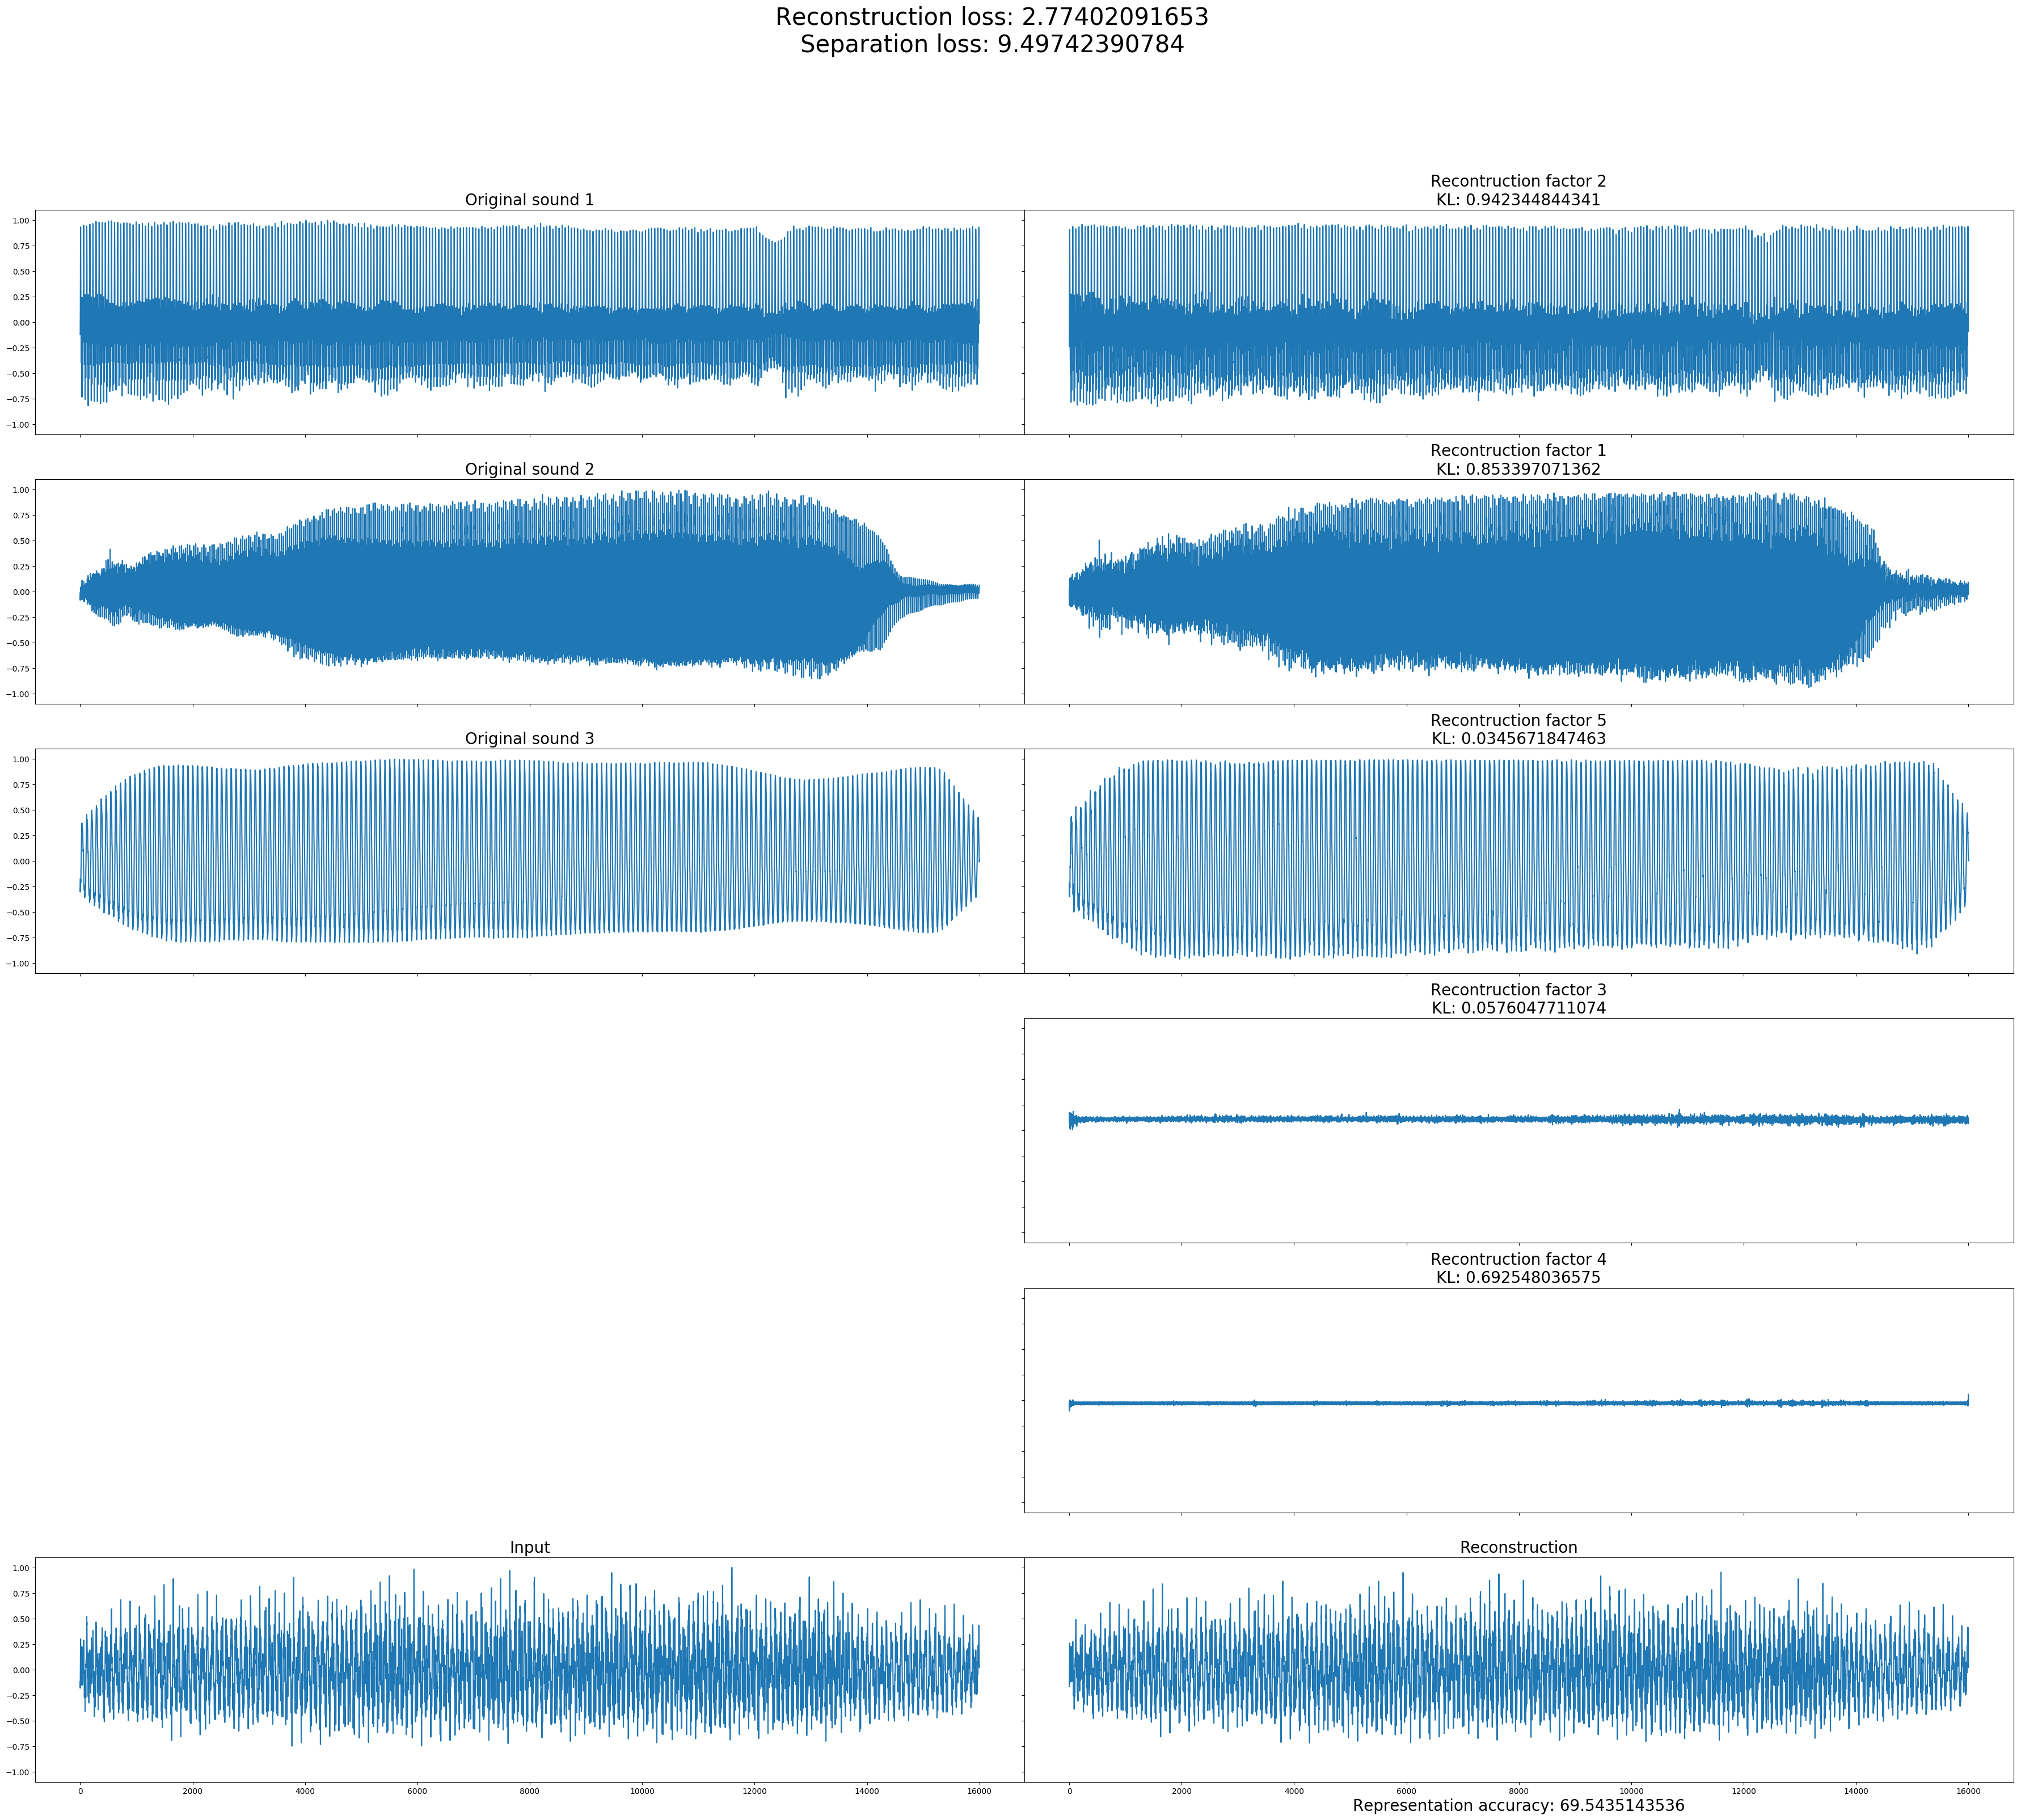 Reconstruction loss: 2.77402091653
Separation loss: 9.49742390784
Original sound 1
Recontruction factor 2
KL: 0.942344844341
1.00
0.75
0.50
0.25
0.00
−0.25
−0.50
−0.75
−1.00
Original sound 2
Recontruction factor 1
KL: 0.853397071362
1.00
0.75
0.50
0.25
0.00
−0.25
−0.50
−0.75
−1.00
Original sound 3
Recontruction factor 5
KL: 0.0345671847463
1.00
0.75
0.50
0.25
0.00
−0.25
−0.50
−0.75
−1.00
Recontruction factor 3
KL: 0.0576047711074
Recontruction factor 4
KL: 0.692548036575
Input
Reconstruction
1.00
0.75
0.50
0.25
0.00
−0.25
−0.50
−0.75
−1.00
0 2000 4000 6000 8000 10000 12000 14000 16000
0 2000 4000 6000 8000 10000 12000 14000 16000
Representation accuracy: 69.5435143536